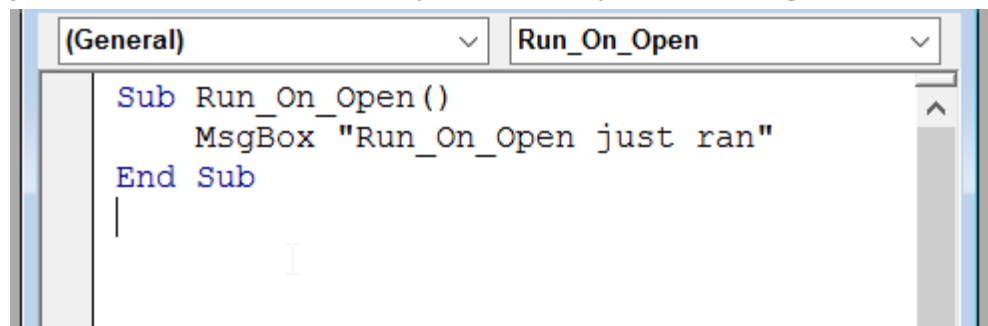 (General) Run_On_Open
Sub Run_On_Open()
    MsgBox "Run_On_Open just ran"
End Sub